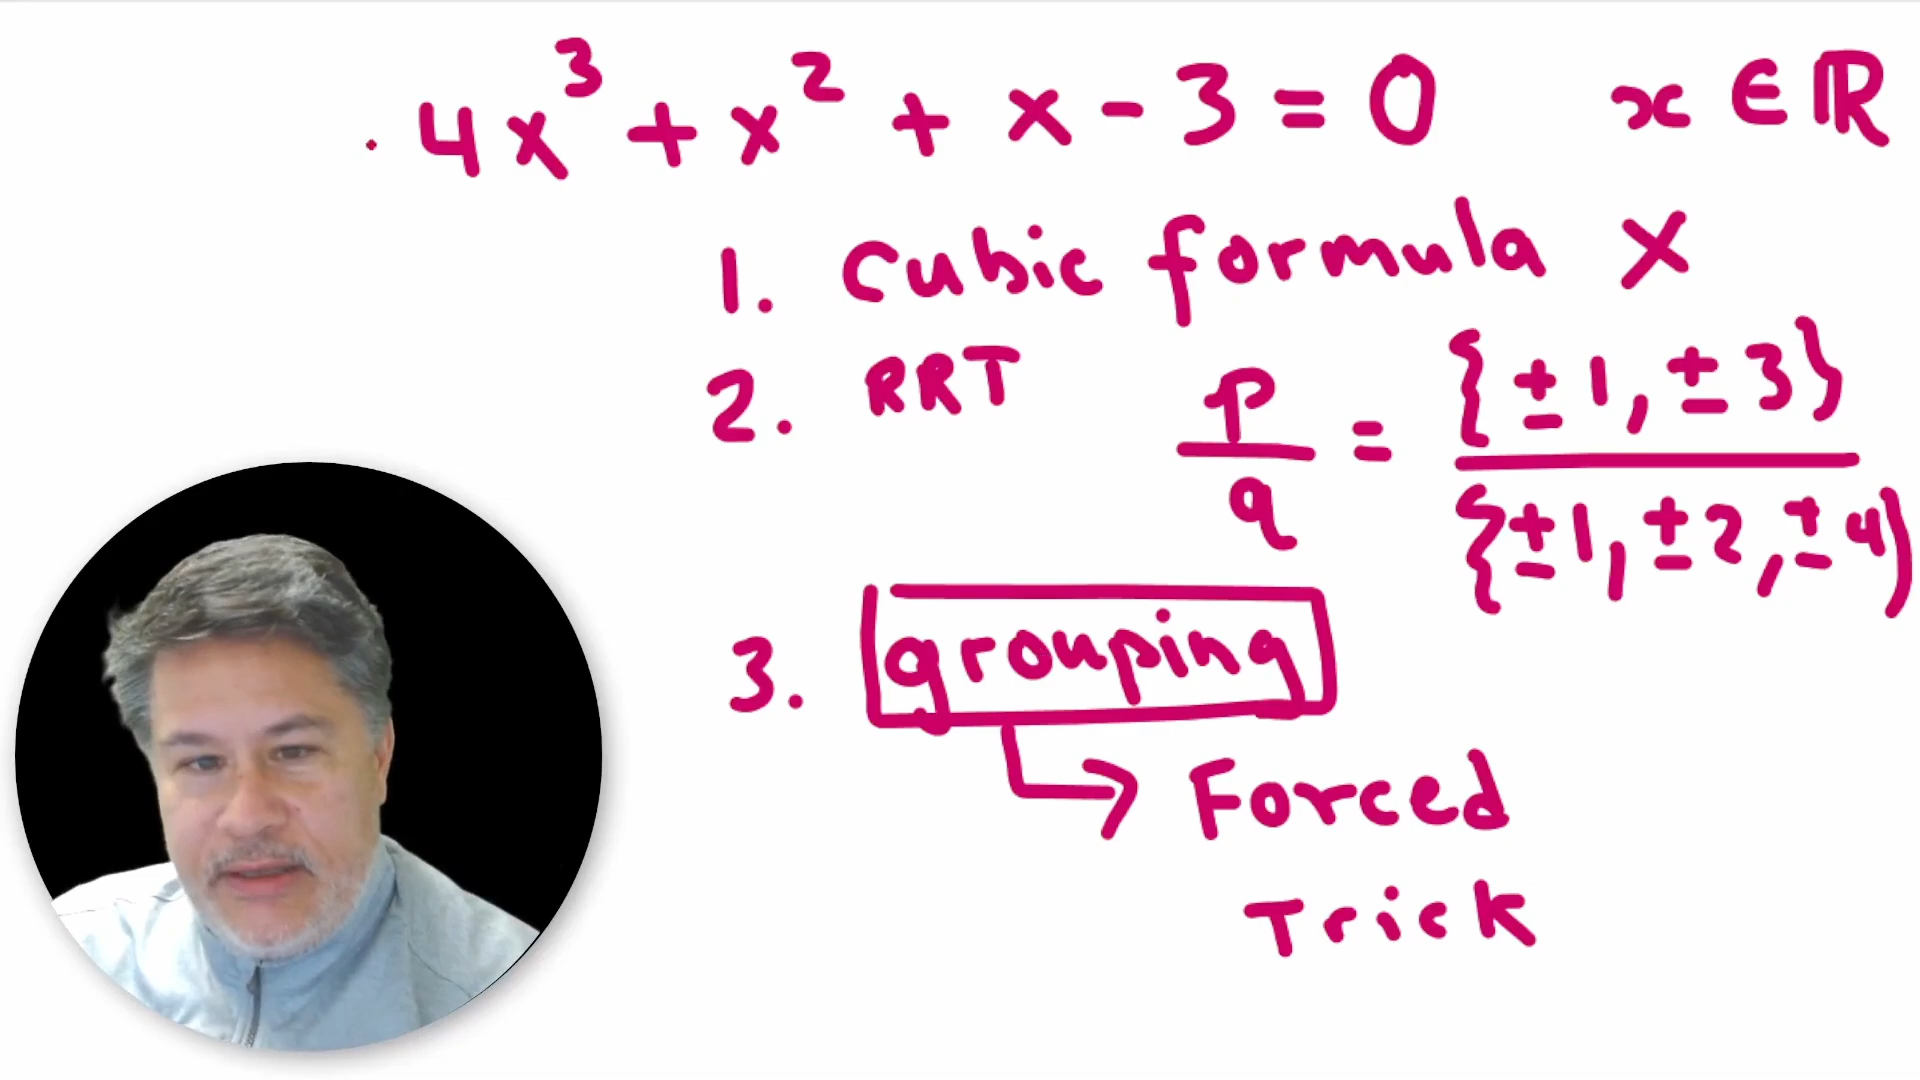 4x³ + x² + x - 3 = 0 x ∈ ℝ
1. Cubic formula X
2. RRT p/q = {±1, ±3}/{±1, ±2, ±4}
3. grouping
→ Forced
Trick